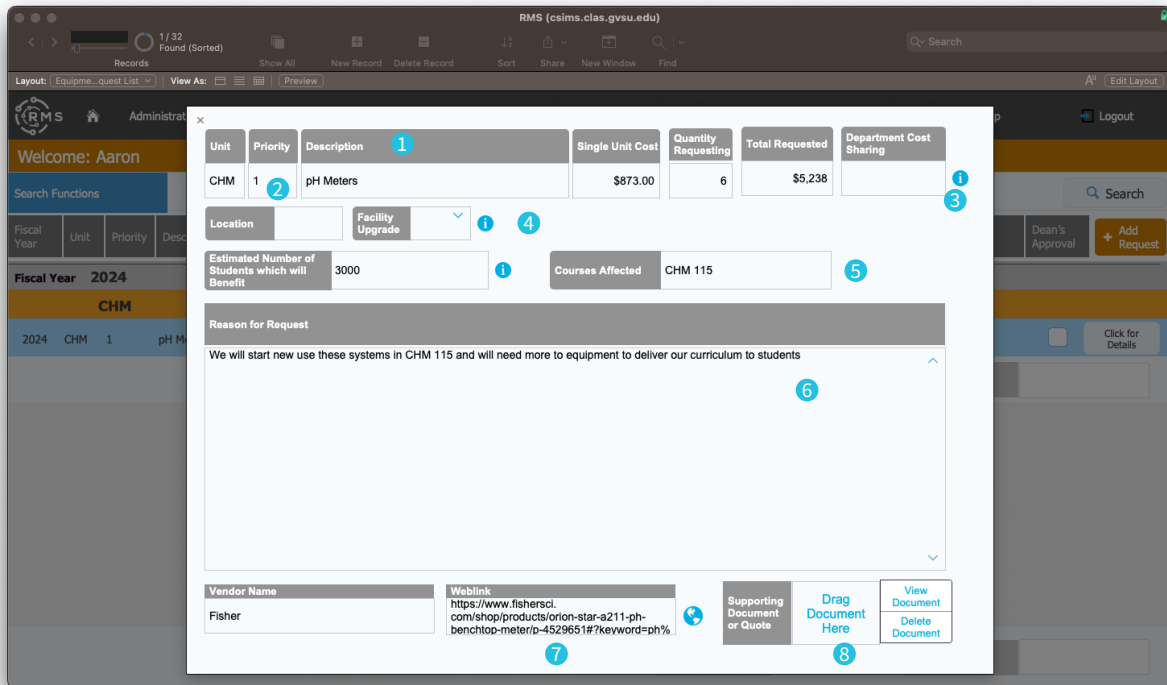 RMS (csims.clas.gvsu.edu)
1 / 32
Found (Sorted)
Records
Show All
New Record
Delete Record
Sort
Share
New Window
Find
Search
Layout:
Equipme...quest List
View As:
Preview
Aª
Edit Layout
RMS
Administrat
p
Logout
Welcome: Aaron
Search Functions
Search
Fiscal
Year
Unit
Priority
Desc
Dean's
Approval
+ Add
Request
Fiscal Year 2024
CHM
2024 CHM 1 pH M
Click for
Details
×
Unit
Priority
Description
1
Single Unit Cost
Quantity
Requesting
Total Requested
Department Cost
Sharing
CHM
1
2
pH Meters
$873.00
6
$5,238
i
3
Location
Facility
Upgrade
i
4
Estimated Number of
Students which will
Benefit
3000
i
Courses Affected
CHM 115
5
Reason for Request
We will start new use these systems in CHM 115 and will need more to equipment to deliver our curriculum to students
6
Vendor Name
Fisher
Weblink
https://www.fishersci.
com/shop/products/orion-star-a211-ph-
benchtop-meter/p-4529651#?keyword=ph%
7
Supporting
Document
or Quote
Drag
Document
Here
8
View
Document
Delete
Document